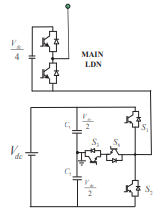 V_dc/4
MAIN
LDN
V_dc/2
C_1
S_1
S_3
S_4
V_dc
C_2
V_dc/2
S_2